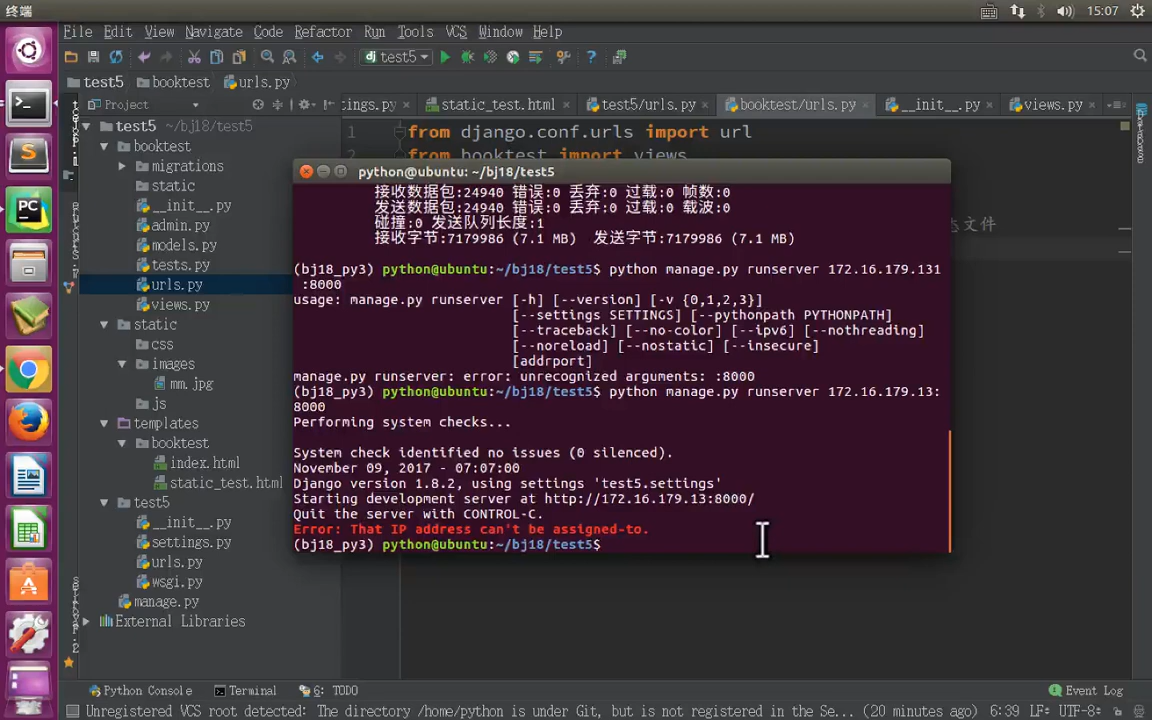 终端
15:07
File Edit View Navigate Code Refactor Run Tools VCS Window Help
dj test5
test5 booktest urls.py
Project
tings.py static_test.html test5/urls.py booktest/urls.py __init__.py views.py
test5 ~/bj18/test5
booktest
migrations
static
__init__.py
admin.py
models.py
tests.py
urls.py
views.py
static
css
images
mm.jpg
js
templates
booktest
index.html
static_test.html
test5
__init__.py
settings.py
urls.py
wsgi.py
manage.py
External Libraries
1 from django.conf.urls import url
from booktest import views
态文件
python@ubuntu: ~/bj18/test5
接收数据包:24940 错误:0 丢弃:0 过载:0 帧数:0
发送数据包:24940 错误:0 丢弃:0 过载:0 载波:0
碰撞:0 发送队列长度:1
接收字节:7179986 (7.1 MB) 发送字节:7179986 (7.1 MB)
(bj18_py3) python@ubuntu:~/bj18/test5$ python manage.py runserver 172.16.179.131
:8000
usage: manage.py runserver [-h] [--version] [-v {0,1,2,3}]
[--settings SETTINGS] [--pythonpath PYTHONPATH]
[--traceback] [--no-color] [--ipv6] [--nothreading]
[--noreload] [--nostatic] [--insecure]
[addrport]
manage.py runserver: error: unrecognized arguments: :8000
(bj18_py3) python@ubuntu:~/bj18/test5$ python manage.py runserver 172.16.179.13:
8000
Performing system checks...
System check identified no issues (0 silenced).
November 09, 2017 - 07:07:00
Django version 1.8.2, using settings 'test5.settings'
Starting development server at http://172.16.179.13:8000/
Quit the server with CONTROL-C.
Error: That IP address can't be assigned-to.
(bj18_py3) python@ubuntu:~/bj18/test5$
Python Console Terminal 6: TODO Event Log
Unregistered VCS root detected: The directory /home/python is under Git, but is not registered in the Se... (20 minutes ago) 6:39 LF÷ UTF-8÷